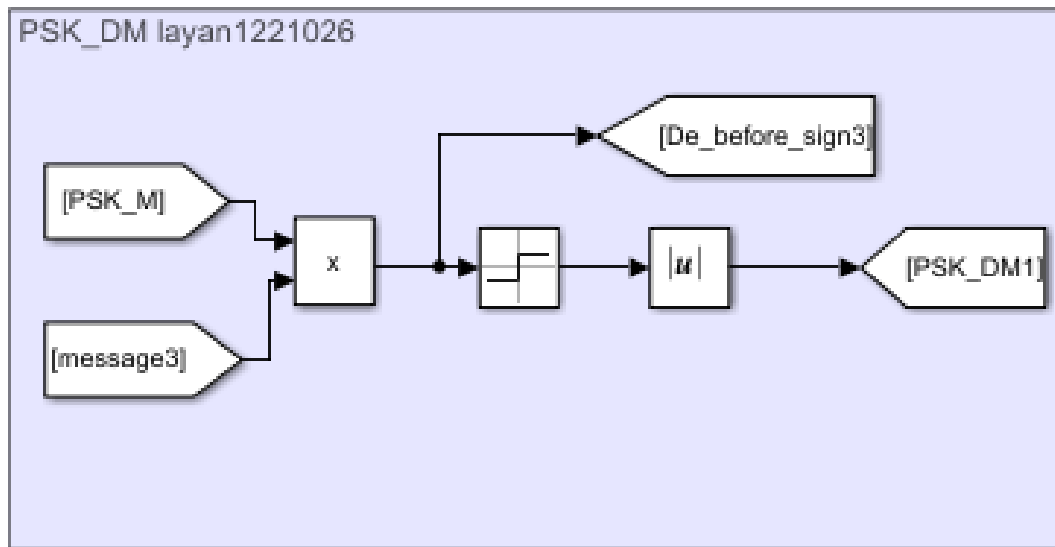 PSK_DM layan1221026
[De_before_sign3]
[PSK_M]
x
|u|
[PSK_DM1]
[message3]